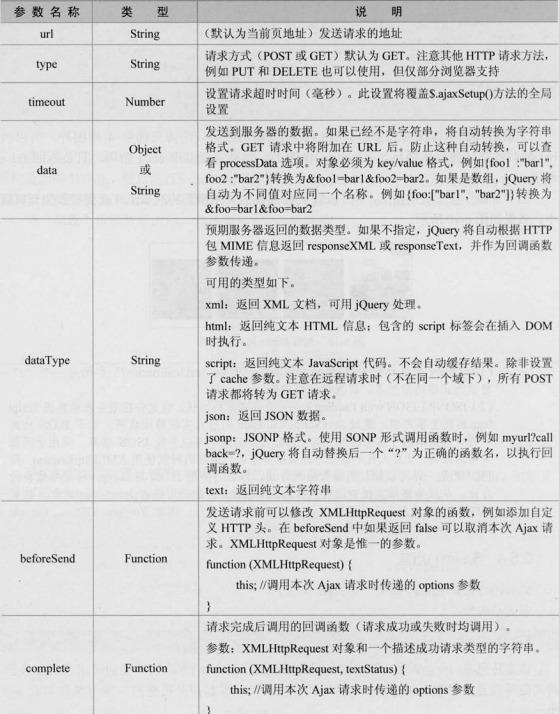 参 数 名 称 类 型 说 明
url String (默认为当前页地址) 发送请求的地址
type String 请求方式 (POST 或 GET) 默认为 GET。注意其他 HTTP 请求方法,
例如 PUT 和 DELETE 也可以使用,但仅部分浏览器支持
timeout Number 设置请求超时时间 (毫秒)。此设置将覆盖$.ajaxSetup()方法的全局
设置
data Object
或
String 发送到服务器的数据。如果已经不是字符串,将自动转换为字符串
格式。GET 请求中将附加在 URL 后。防止这种自动转换,可以查
看 processData 选项。对象必须为 key/value 格式,例如{foo1 :"bar1",
foo2 :"bar2"}转换为&foo1=bar1&foo2=bar2。如果是数组,jQuery 将
自动为不同值对应同一个名称。例如{foo:["bar1", "bar2"]}转换为
&foo=bar1&foo=bar2
dataType String 预期服务器返回的数据类型。如果不指定,jQuery 将自动根据 HTTP
包 MIME 信息返回 responseXML 或 responseText,并作为回调函数
参数传递。
可用的类型如下。
xml:返回 XML 文档,可用 jQuery 处理。
html:返回纯文本 HTML 信息;包含的 script 标签会在插入 DOM
时执行。
script:返回纯文本 JavaScript 代码。不会自动缓存结果。除非设置
了 cache 参数。注意在远程请求时 (不在同一个域下),所有 POST
请求都将转为 GET 请求。
json:返回 JSON 数据。
jsonp:JSONP 格式。使用 SONP 形式调用函数时,例如 myurl?call
back=?,jQuery 将自动替换后一个“?”为正确的函数名,以执行回
调函数。
text:返回纯文本字符串
beforeSend Function 发送请求前可以修改 XMLHttpRequest 对象的函数,例如添加自定
义 HTTP 头。在 beforeSend 中如果返回 false 可以取消本次 Ajax 请
求。XMLHttpRequest 对象是惟一的参数。
function (XMLHttpRequest) {
this; //调用本次 Ajax 请求时传递的 options 参数
}
complete Function 请求完成后调用的回调函数 (请求成功或失败时均调用)。
参数:XMLHttpRequest 对象和一个描述成功请求类型的字符串。
function (XMLHttpRequest, textStatus) {
this; //调用本次 Ajax 请求时传递的 options 参数
}